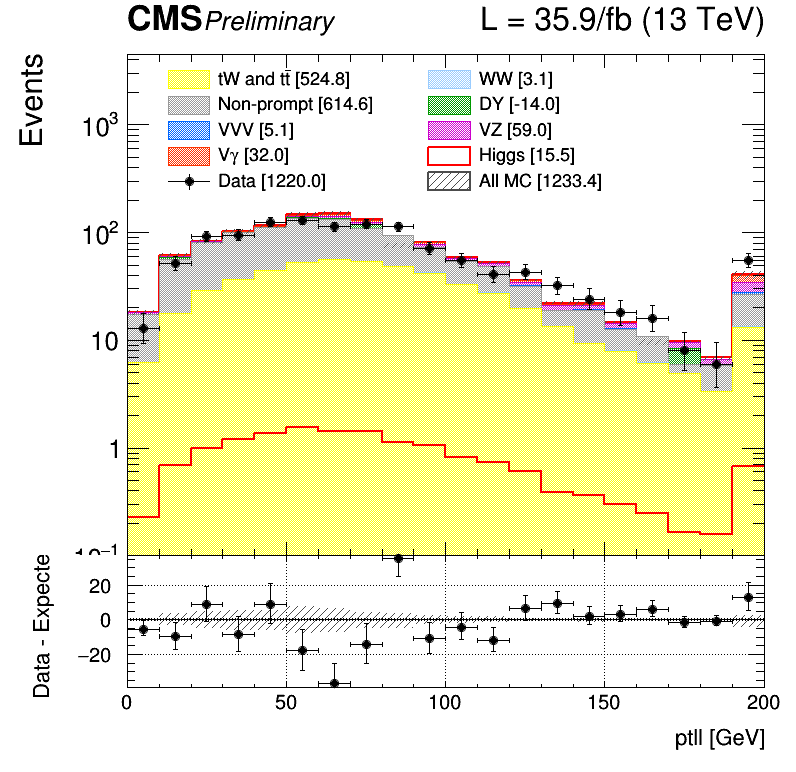 CMS Preliminary L = 35.9/fb (13 TeV)
Events
tW and tt̄ [524.8] WW [3.1]
Non-prompt [614.6] DY [-14.0]
VVV [5.1] VZ [59.0]
Vγ [32.0] Higgs [15.5]
Data [1220.0] All MC [1233.4]
10³
10²
10
1
10⁻¹
Data - Expecte
20
0
−20
0 50 100 150 200
ptll [GeV]